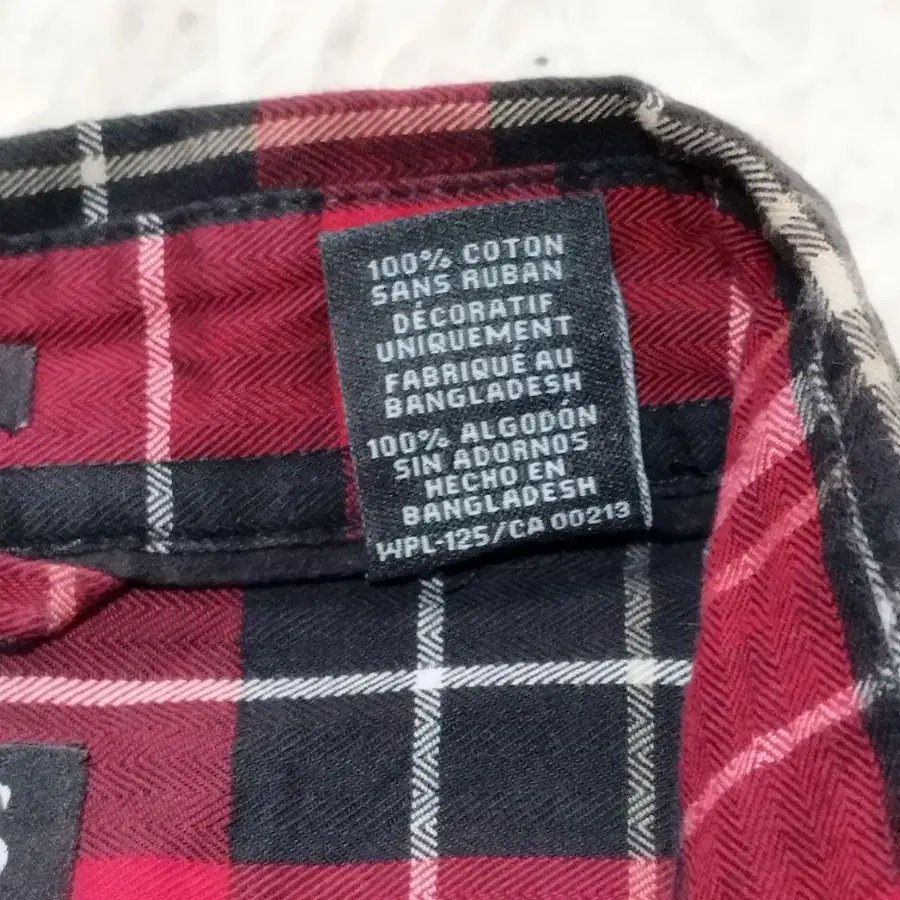 100% COTON
SANS RUBAN
DÉCORATIF
UNIQUEMENT
FABRIQUÉ AU
BANGLADESH
100% ALGODÓN
SIN ADORNOS
HECHO EN
BANGLADESH
WPL-125/CA 00213